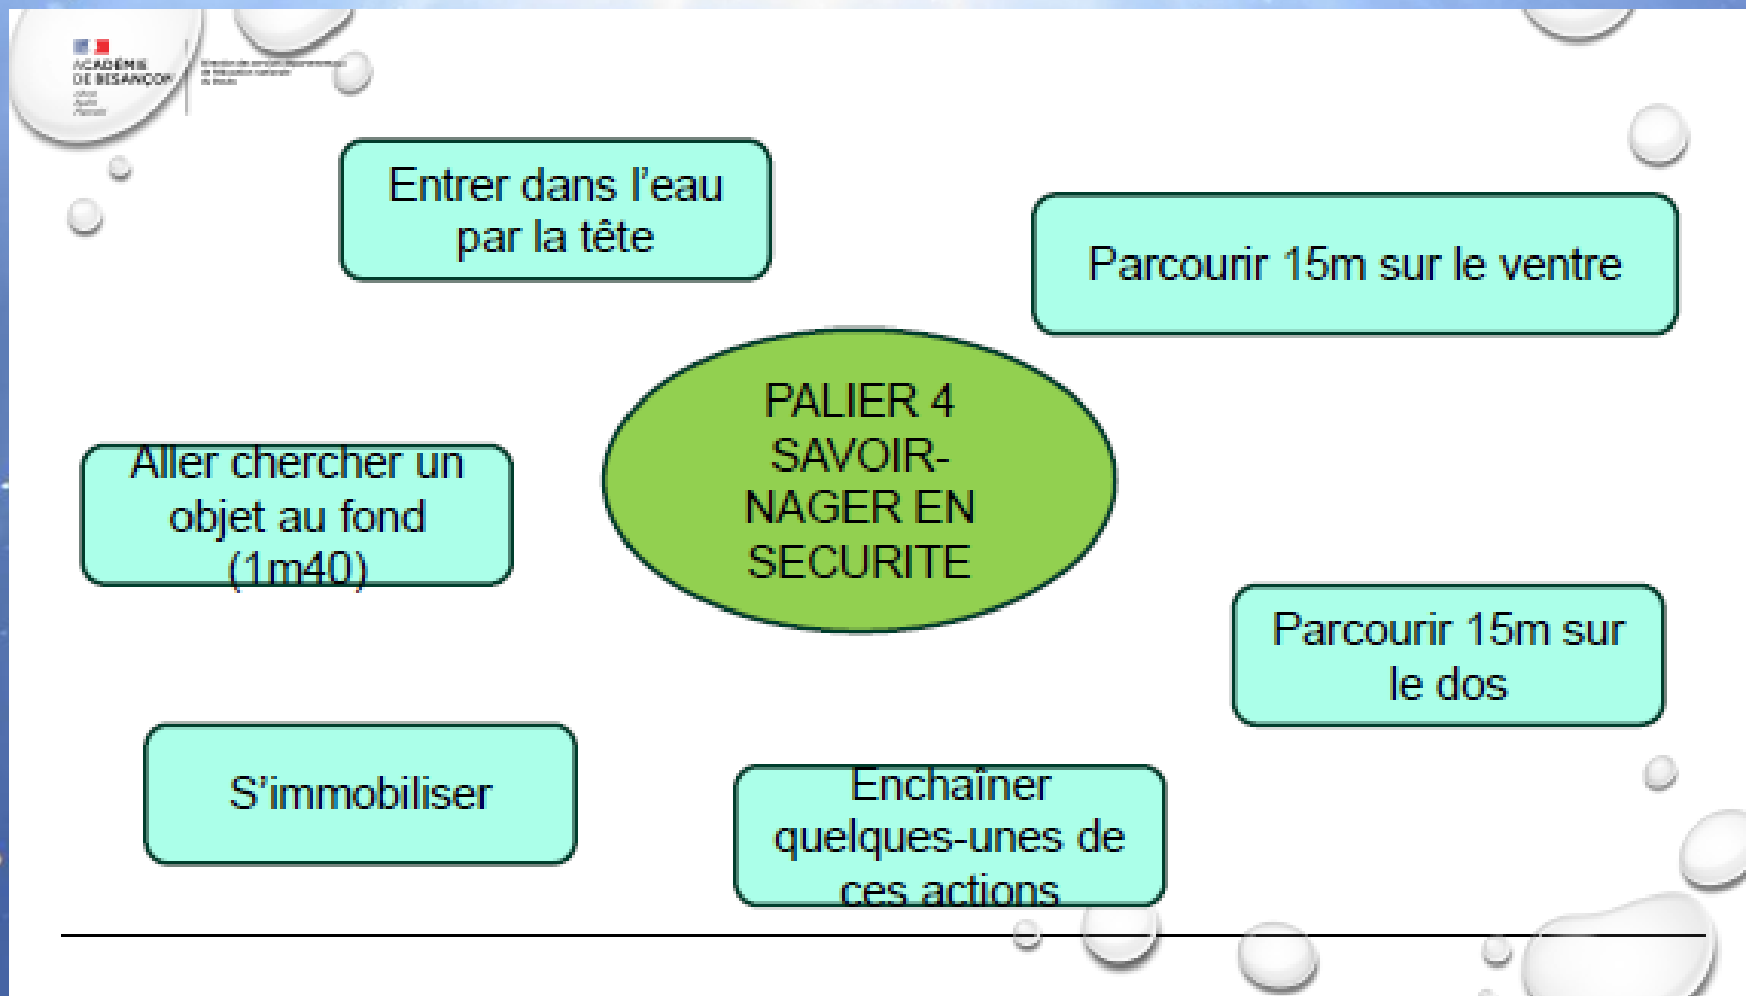 ACADÉMIE
DE BESANÇON
Entrer dans l'eau
par la tête
Parcourir 15m sur le ventre
PALIER 4
SAVOIR-
NAGER EN
SECURITE
Aller chercher un
objet au fond
(1m40)
Parcourir 15m sur
le dos
S'immobiliser
Enchaîner
quelques-unes de
ces actions